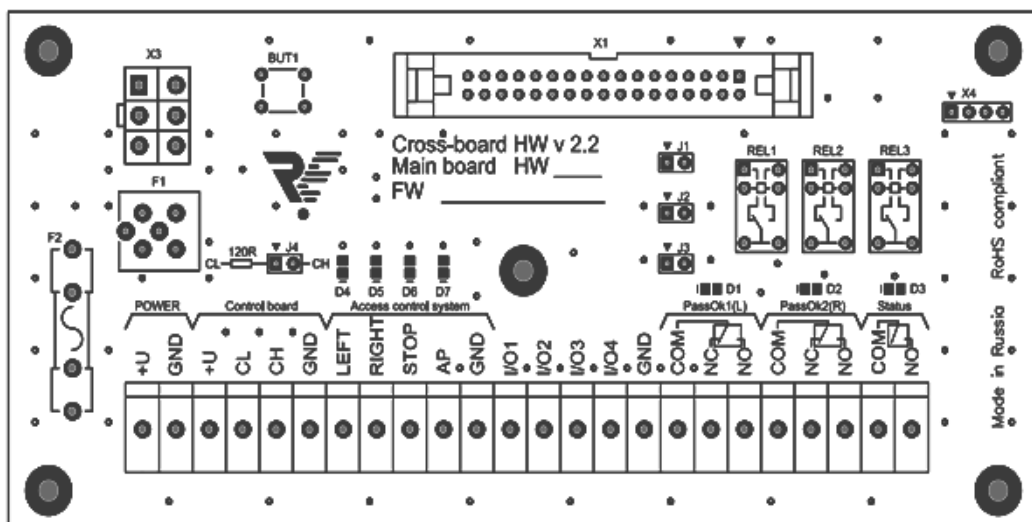 X3
BUT1
X1
X4
Cross-board HW v 2.2
Main board HW ___
FW ___________
J1
J2
J3
REL1
REL2
REL3
F1
F2
CL
120R
J4
CH
D4
D5
D6
D7
D1
D2
D3
POWER
Control board
Access control system
PassOk1(L)
PassOk2(R)
Status
+U
GND
+U
CL
CH
GND
LEFT
RIGHT
STOP
AP
GND
I/O1
I/O2
I/O3
I/O4
GND
COM
NC
NO
COM
NC
NO
COM
NO
Mode in Russia
RoHS compliant